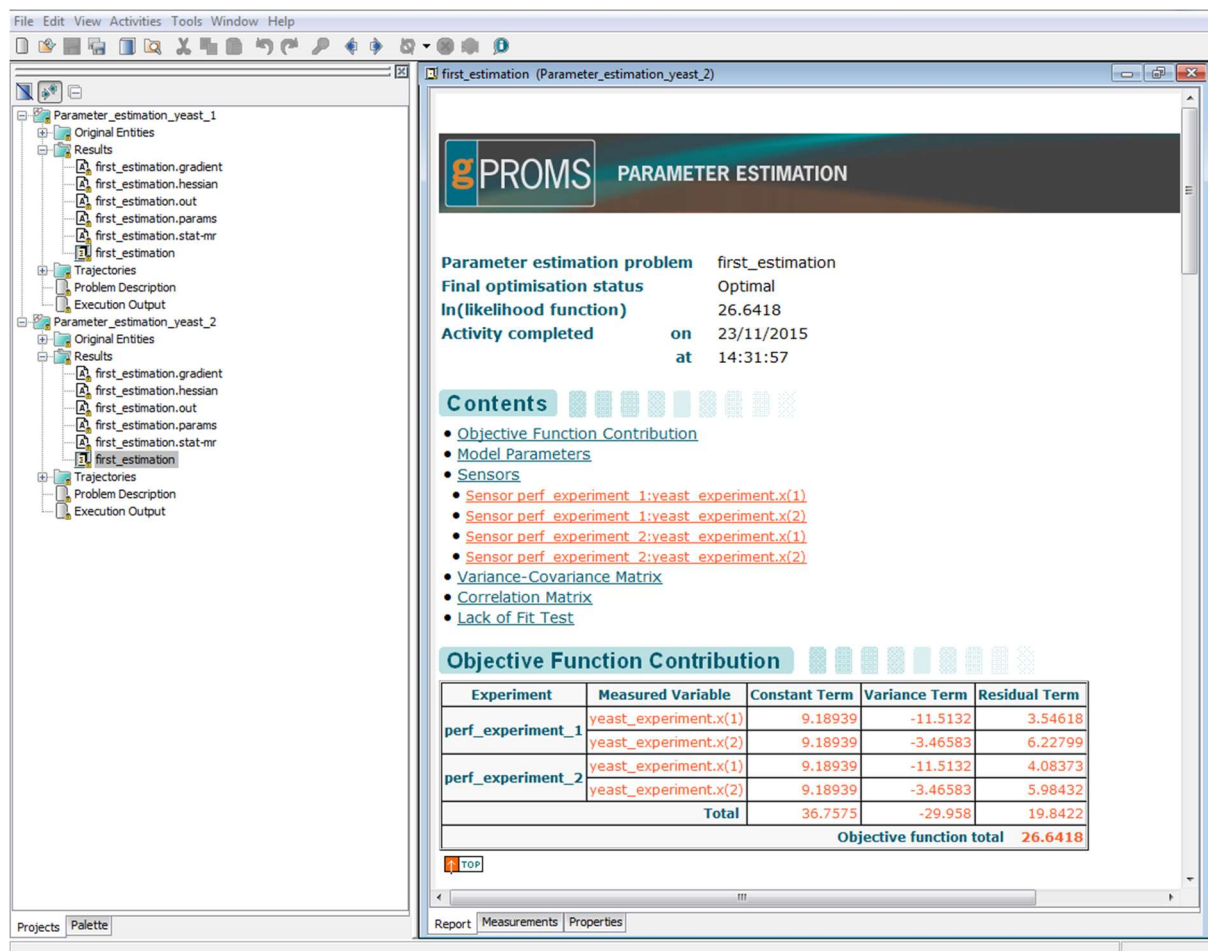 File Edit View Activities Tools Window Help
Parameter_estimation_yeast_1
Original Entities
Results
first_estimation.gradient
first_estimation.hessian
first_estimation.out
first_estimation.params
first_estimation.stat-mr
first_estimation
Trajectories
Problem Description
Execution Output
Parameter_estimation_yeast_2
Original Entities
Results
first_estimation.gradient
first_estimation.hessian
first_estimation.out
first_estimation.params
first_estimation.stat-mr
first_estimation
Trajectories
Problem Description
Execution Output
Projects Palette
first_estimation (Parameter_estimation_yeast_2)
gPROMS PARAMETER ESTIMATION
Parameter estimation problem first_estimation
Final optimisation status Optimal
ln(likelihood function) 26.6418
Activity completed on 23/11/2015
at 14:31:57
Contents
• Objective Function Contribution
• Model Parameters
• Sensors
• Sensor perf_experiment_1:yeast_experiment.x(1)
• Sensor perf_experiment_1:yeast_experiment.x(2)
• Sensor perf_experiment_2:yeast_experiment.x(1)
• Sensor perf_experiment_2:yeast_experiment.x(2)
• Variance-Covariance Matrix
• Correlation Matrix
• Lack of Fit Test
Objective Function Contribution
Experiment Measured Variable Constant Term Variance Term Residual Term
perf_experiment_1 yeast_experiment.x(1) 9.18939 -11.5132 3.54618
yeast_experiment.x(2) 9.18939 -3.46583 6.22799
perf_experiment_2 yeast_experiment.x(1) 9.18939 -11.5132 4.08373
yeast_experiment.x(2) 9.18939 -3.46583 5.98432
Total 36.7575 -29.958 19.8422
Objective function total 26.6418
TOP
Report Measurements Properties